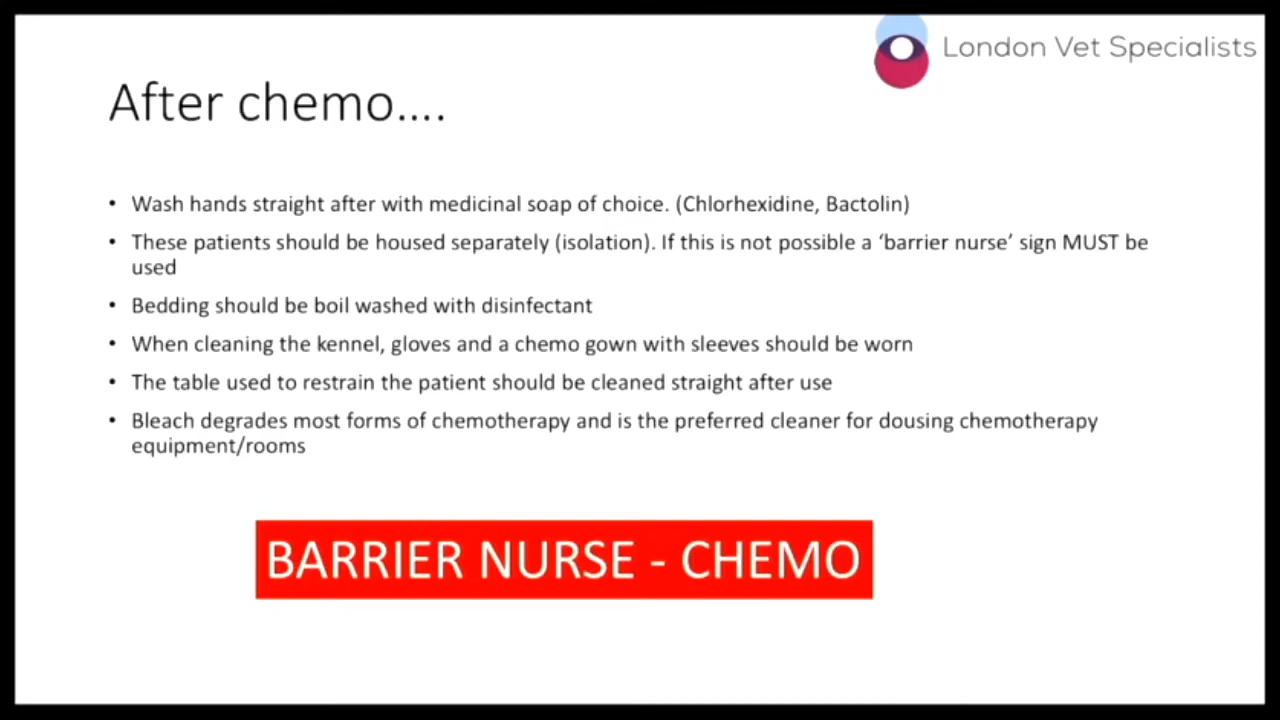 London Vet Specialists
After chemo....
• Wash hands straight after with medicinal soap of choice. (Chlorhexidine, Bactolin)
• These patients should be housed separately (isolation). If this is not possible a ‘barrier nurse’ sign MUST be
used
• Bedding should be boil washed with disinfectant
• When cleaning the kennel, gloves and a chemo gown with sleeves should be worn
• The table used to restrain the patient should be cleaned straight after use
• Bleach degrades most forms of chemotherapy and is the preferred cleaner for dousing chemotherapy
equipment/rooms
BARRIER NURSE - CHEMO